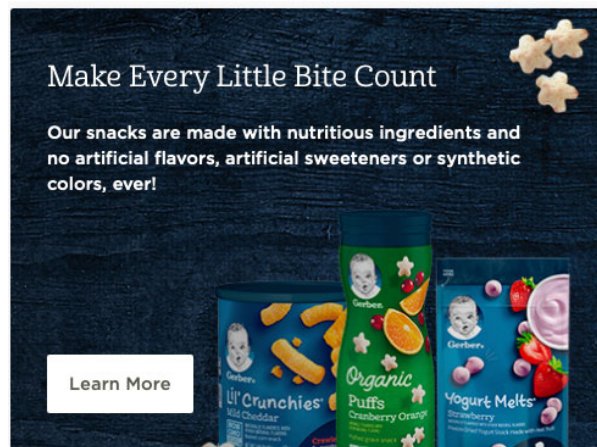 Make Every Little Bite Count
Our snacks are made with nutritious ingredients and
no artificial flavors, artificial sweeteners or synthetic
colors, ever!
Learn More
Gerber.
Lil' Crunchies
Mild Cheddar
Gerber.
Organic
Puffs
Cranberry Orange
Gerber.
Yogurt Melts
Strawberry